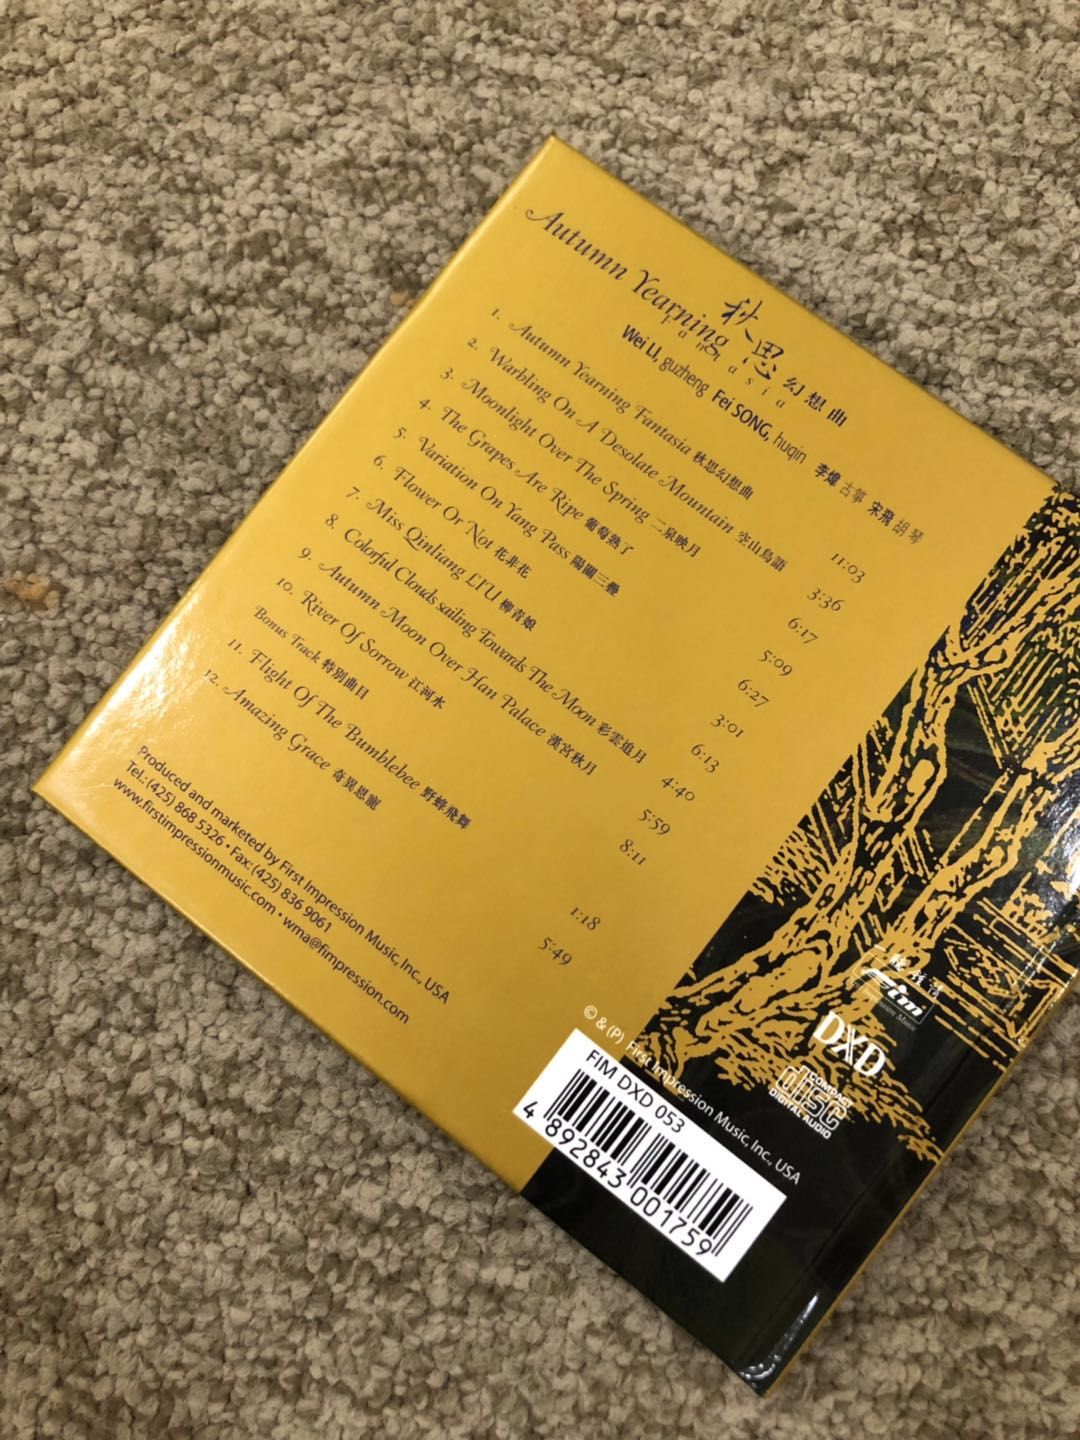 Autumn Yearning 秋思幻想曲
Fantasia
Wei LI, guzheng Fei SONG, huqin 李煒 古箏 宋飛 胡琴
1. Autumn Yearning Fantasia 秋思幻想曲 11:03
2. Warbling On A Desolate Mountain 空山鳥語 3:36
3. Moonlight Over The Spring 二泉映月 6:17
4. The Grapes Are Ripe 葡萄熟了 5:09
5. Variation On Yang Pass 陽關三疊 6:27
6. Flower Or Not 花非花 3:01
7. Miss Qinliang LIU 柳青娘 6:13
8. Colorful Clouds sailing Towards The Moon 彩雲追月 4:40
9. Autumn Moon Over Han Palace 漢宮秋月 5:59
10. River Of Sorrow 江河水 8:11
Bonus Track 特別曲目
11. Flight Of The Bumblebee 野蜂飛舞 1:18
12. Amazing Grace 奇異恩寵 5:49
Produced and marketed by First Impression Music, Inc., USA
Tel.: (425) 868 5326 • Fax: (425) 836 9061
www.firstimpressionmusic.com • wma@fimpression.com
fim
DXD
COMPACT
disc
DIGITAL AUDIO
© & (P) First Impression Music, Inc., USA
FIM DXD 053
4 892843 001759